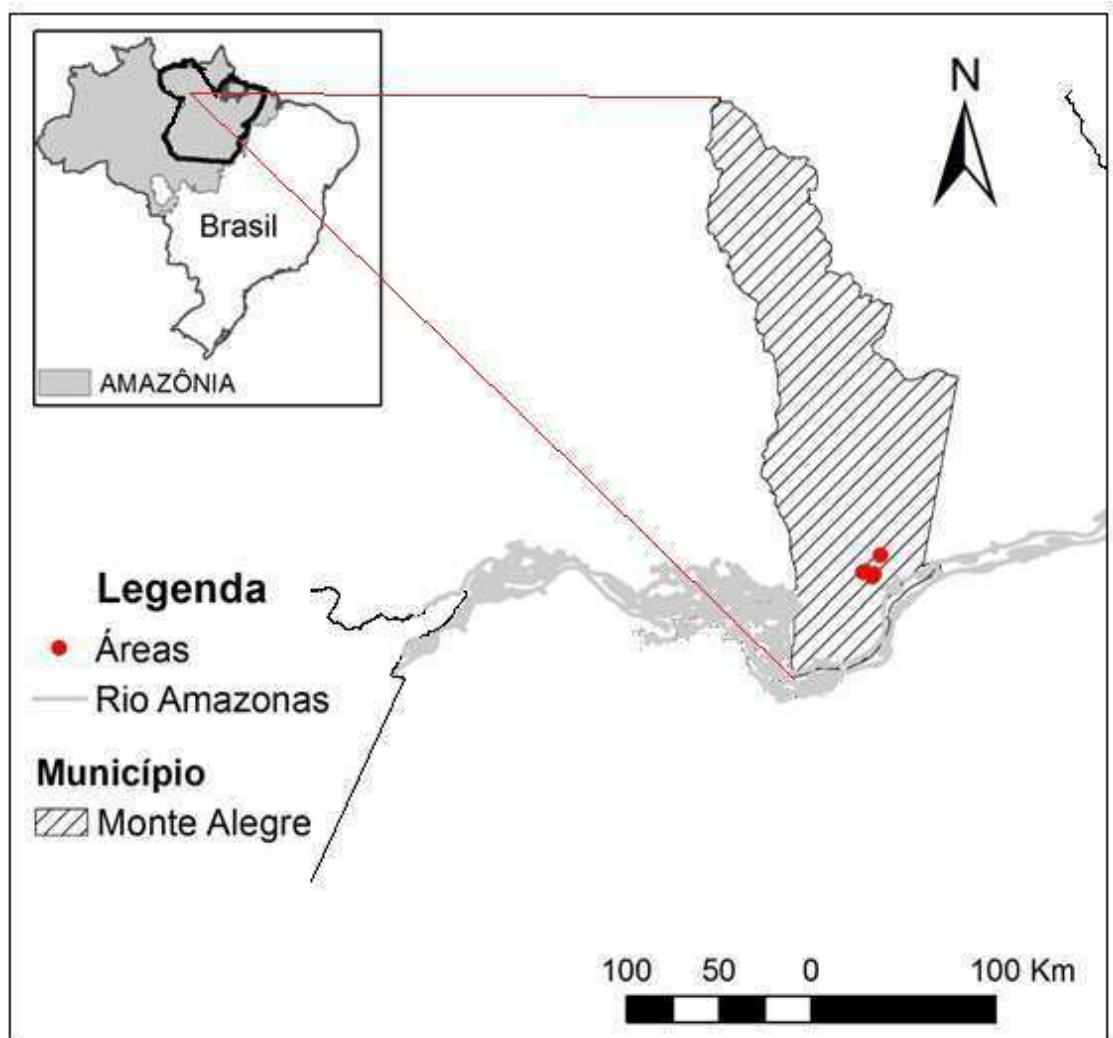 N
Brasil
AMAZÔNIA
Legenda
Áreas
Rio Amazonas
Município
Monte Alegre
100 50 0 100 Km